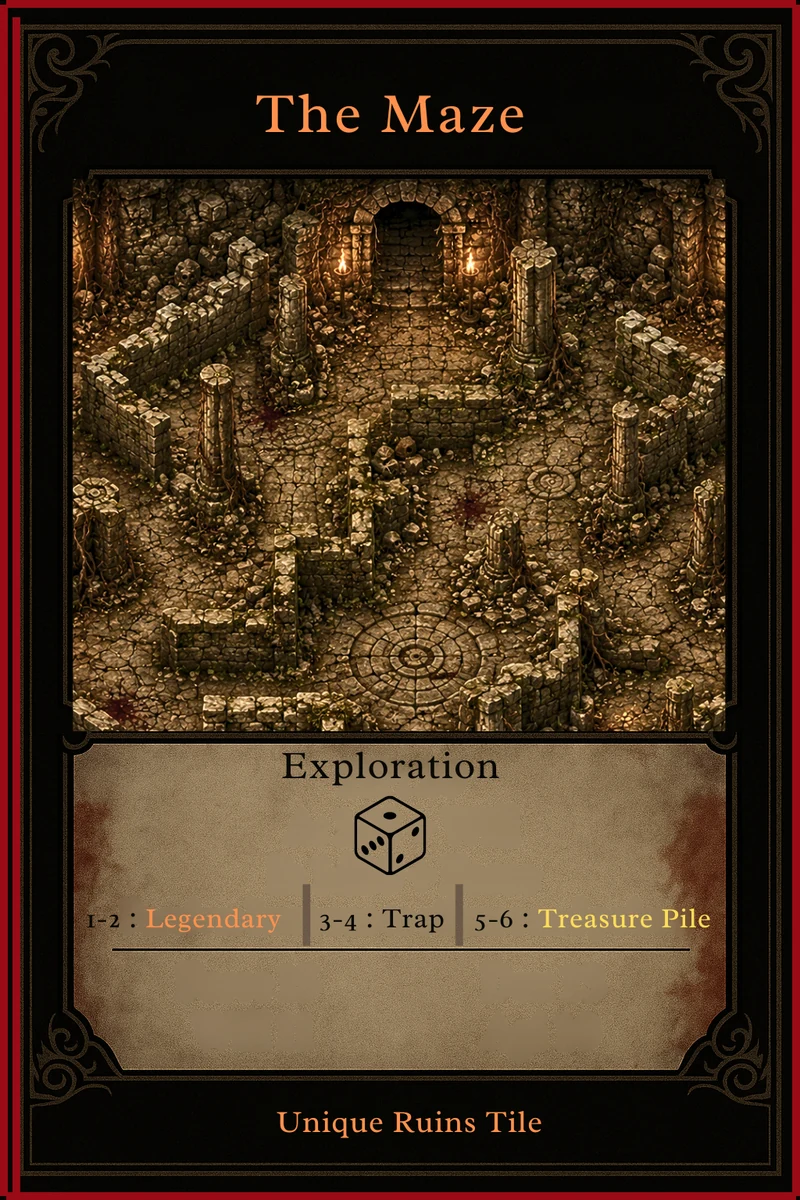 The Maze
Exploration
1-2 : Legendary 3-4 : Trap 5-6 : Treasure Pile
Unique Ruins Tile